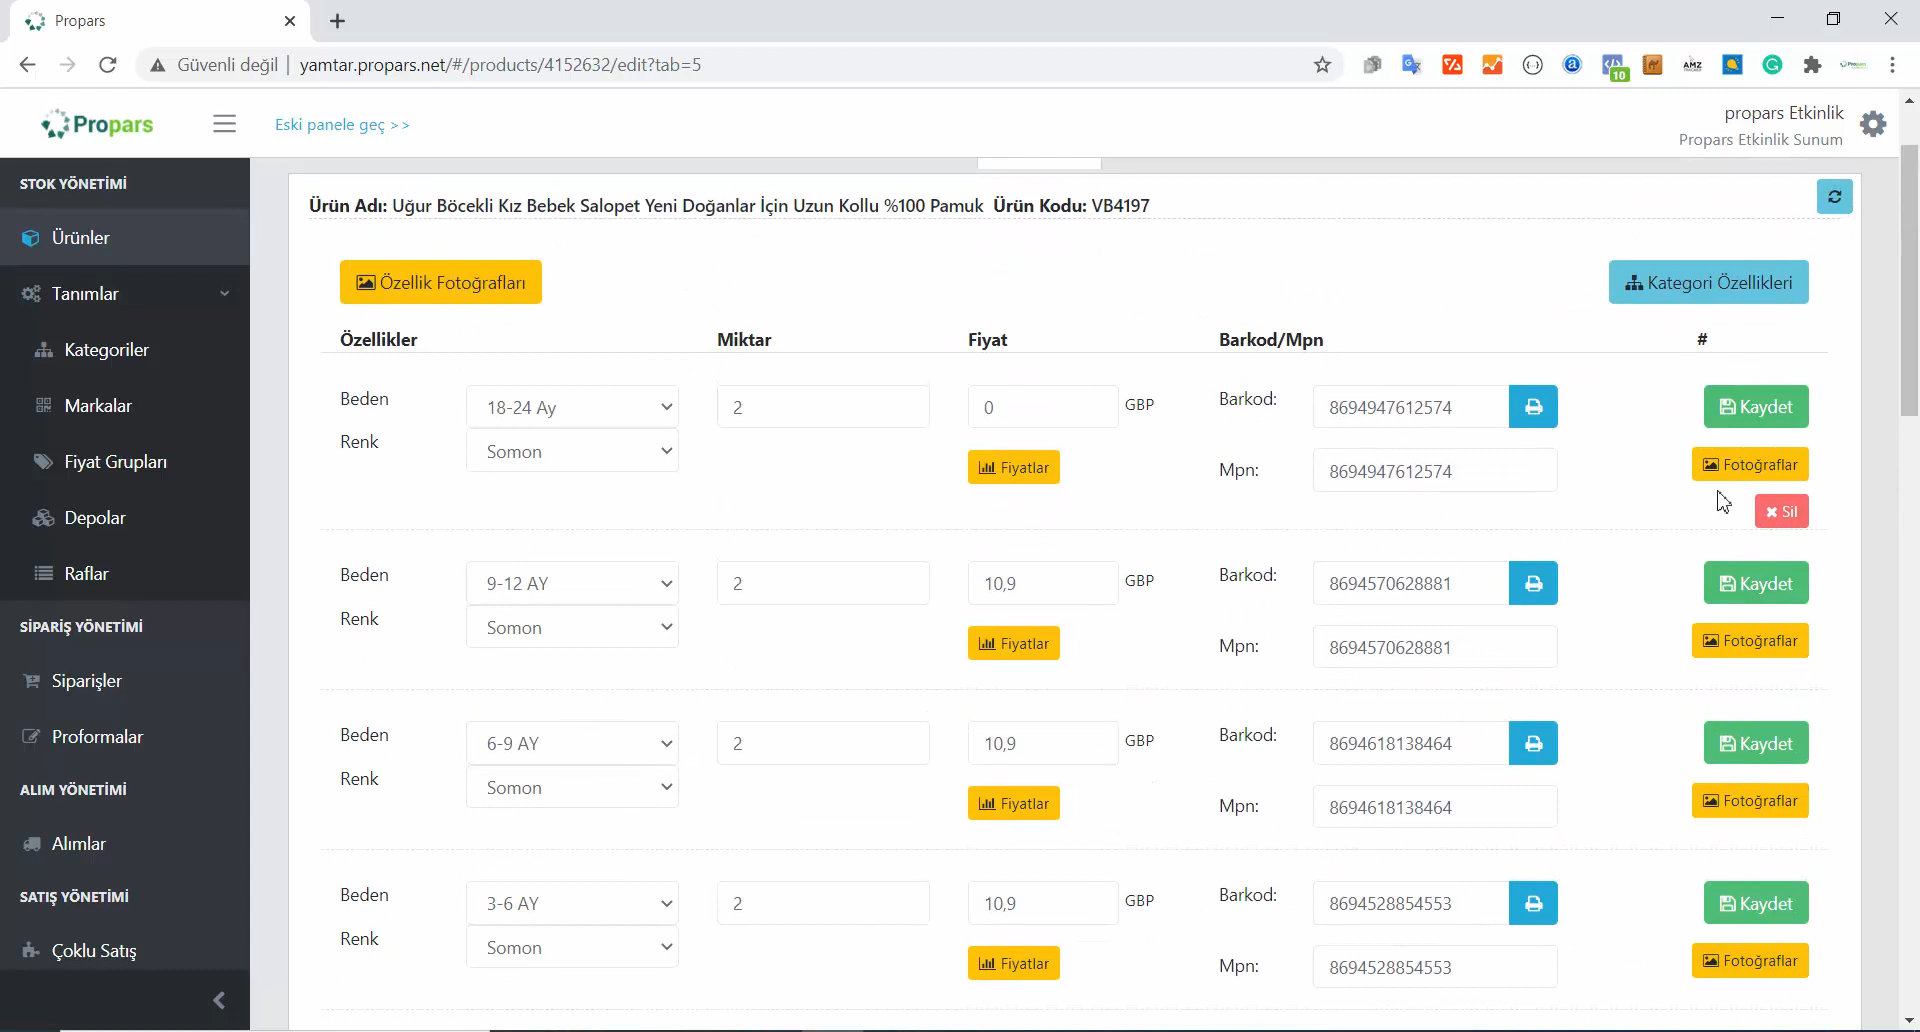 Propars
Güvenli değil
yamtar.propars.net/#/products/4152632/edit?tab=5
10
AMZ
Propars
Eski panele geç >>
propars Etkinlik
Propars Etkinlik Sunum
STOK YÖNETİMİ
Ürünler
Tanımlar
Kategoriler
Markalar
Fiyat Grupları
Depolar
Raflar
SİPARİŞ YÖNETİMİ
Siparişler
Proformalar
ALIM YÖNETİMİ
Alımlar
SATIŞ YÖNETİMİ
Çoklu Satış
Ürün Adı: Uğur Böcekli Kız Bebek Salopet Yeni Doğanlar İçin Uzun Kollu %100 Pamuk Ürün Kodu: VB4197
Özellik Fotoğrafları
Kategori Özellikleri
Özellikler Miktar Fiyat Barkod/Mpn #
Beden 18-24 Ay 2 0 GBP Barkod: 8694947612574 Kaydet
Renk Somon Fiyatlar Mpn: 8694947612574 Fotoğraflar
Sil
Beden 9-12 AY 2 10,9 GBP Barkod: 8694570628881 Kaydet
Renk Somon Fiyatlar Mpn: 8694570628881 Fotoğraflar
Beden 6-9 AY 2 10,9 GBP Barkod: 8694618138464 Kaydet
Renk Somon Fiyatlar Mpn: 8694618138464 Fotoğraflar
Beden 3-6 AY 2 10,9 GBP Barkod: 8694528854553 Kaydet
Renk Somon Fiyatlar Mpn: 8694528854553 Fotoğraflar